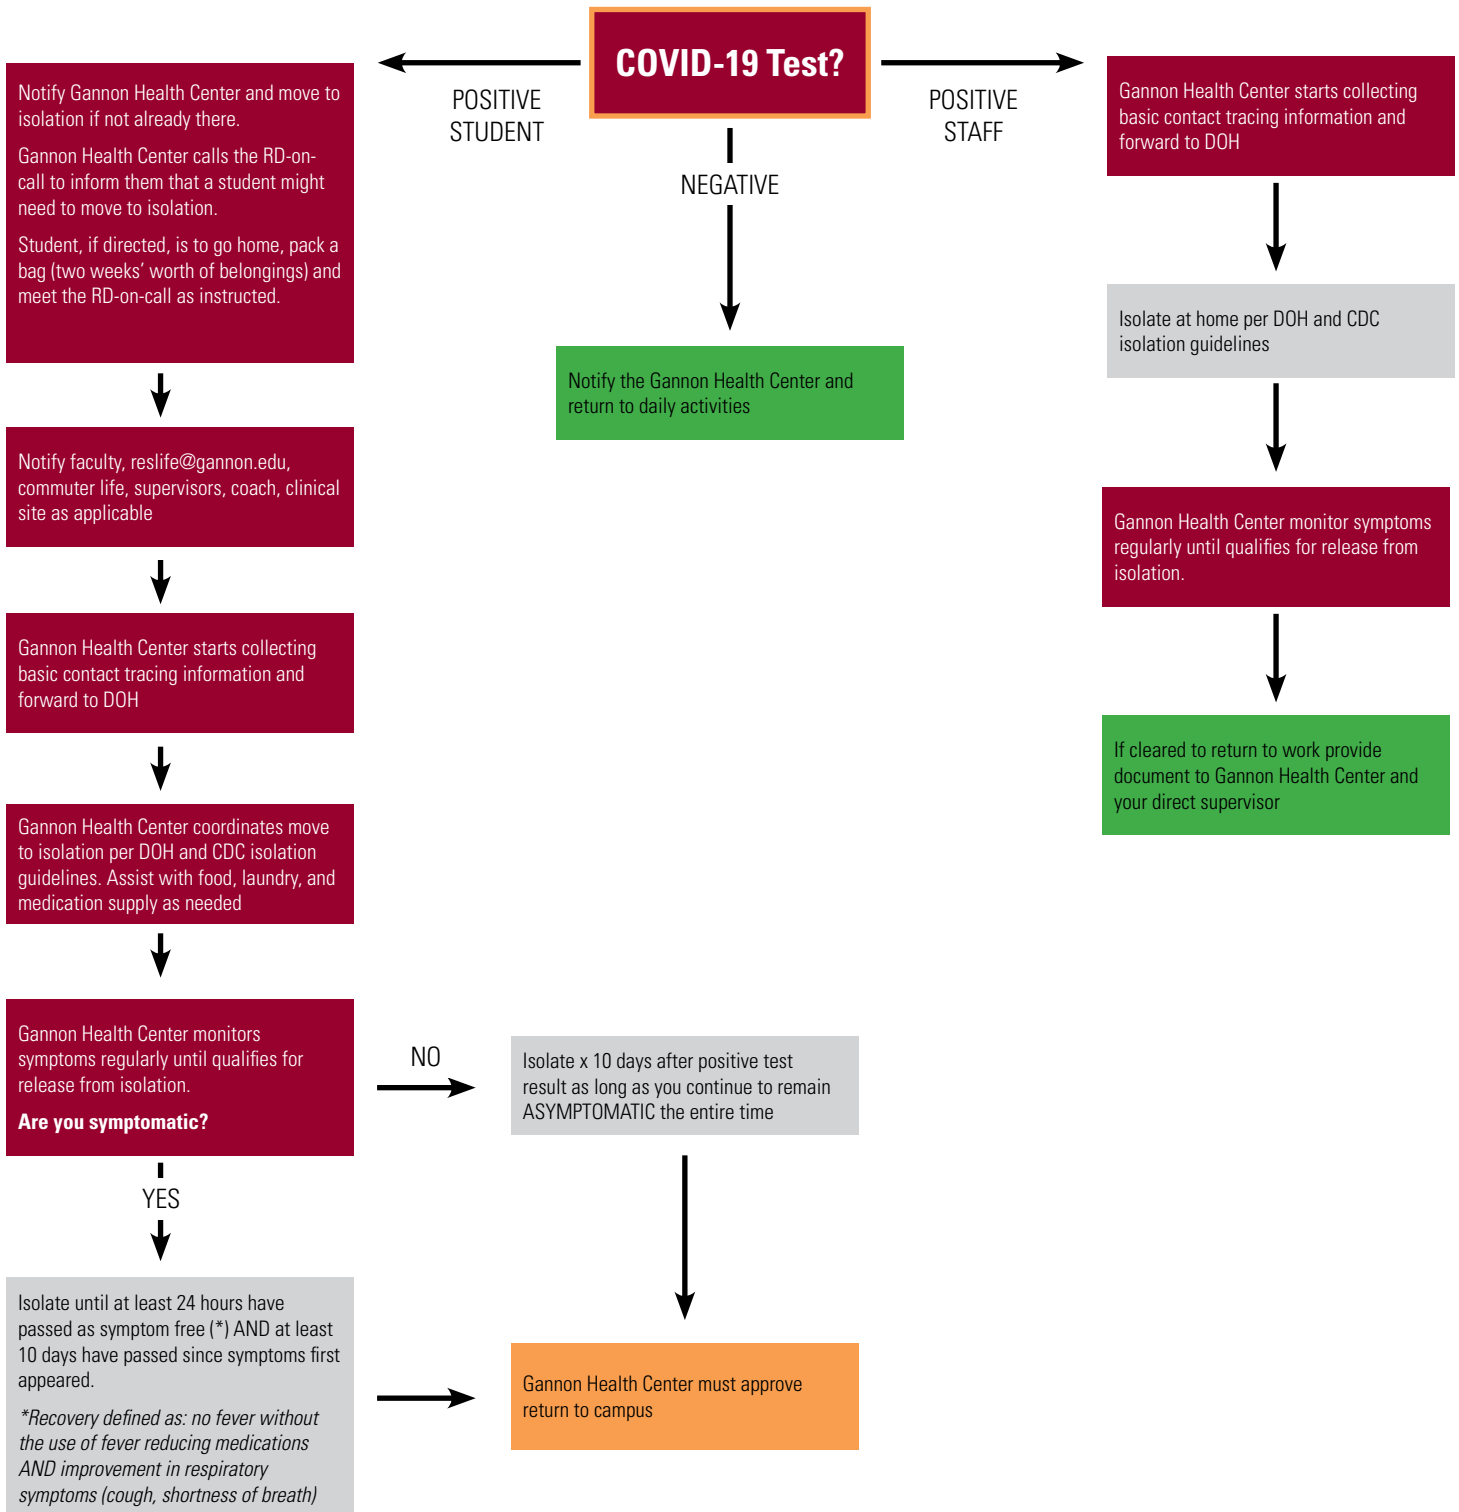 COVID-19 Test?
POSITIVE
STUDENT
Notify Gannon Health Center and move to
isolation if not already there.
Gannon Health Center calls the RD-on-
call to inform them that a student might
need to move to isolation.
Student, if directed, is to go home, pack a
bag (two weeks’ worth of belongings) and
meet the RD-on-call as instructed.
Notify faculty, reslife@gannon.edu,
commuter life, supervisors, coach, clinical
site as applicable
Gannon Health Center starts collecting
basic contact tracing information and
forward to DOH
Gannon Health Center coordinates move
to isolation per DOH and CDC isolation
guidelines. Assist with food, laundry, and
medication supply as needed
Gannon Health Center monitors
symptoms regularly until qualifies for
release from isolation.
Are you symptomatic?
NO
Isolate x 10 days after positive test
result as long as you continue to remain
ASYMPTOMATIC the entire time
YES
Isolate until at least 24 hours have
passed as symptom free (*) AND at least
10 days have passed since symptoms first
appeared.
*Recovery defined as: no fever without
the use of fever reducing medications
AND improvement in respiratory
symptoms (cough, shortness of breath)
Gannon Health Center must approve
return to campus
NEGATIVE
Notify the Gannon Health Center and
return to daily activities
POSITIVE
STAFF
Gannon Health Center starts collecting
basic contact tracing information and
forward to DOH
Isolate at home per DOH and CDC
isolation guidelines
Gannon Health Center monitor symptoms
regularly until qualifies for release from
isolation.
If cleared to return to work provide
document to Gannon Health Center and
your direct supervisor